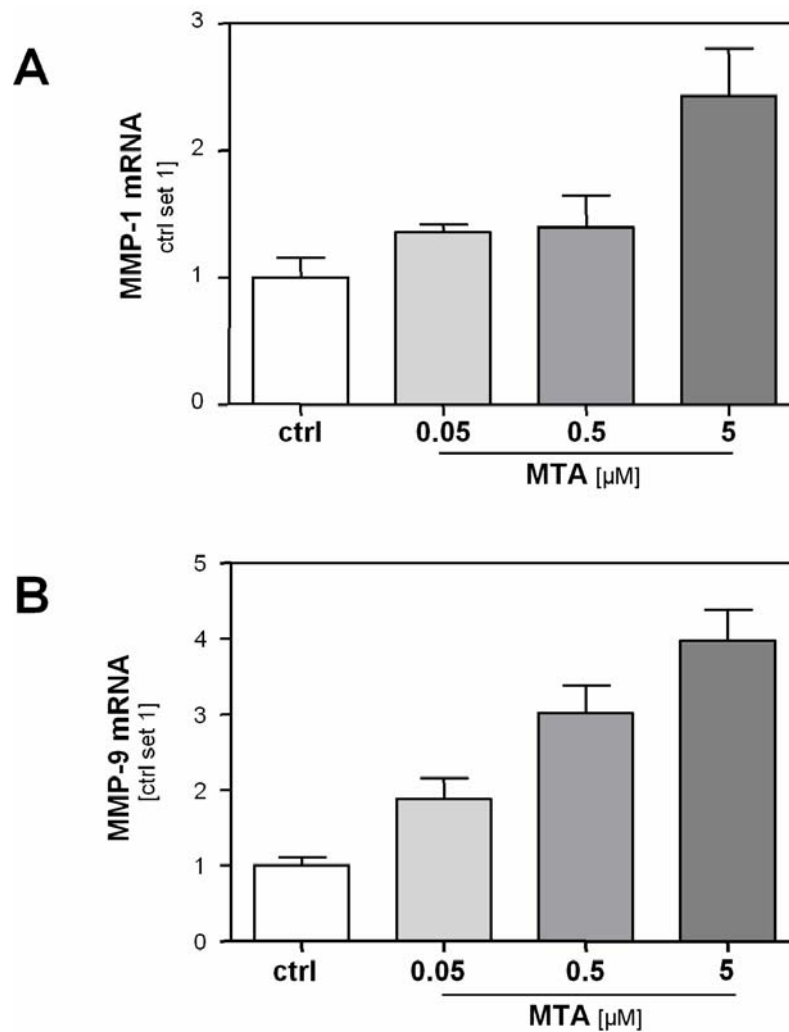 A
MMP-1 mRNA
ctrl set 1
3
2
1
0
ctrl 0.05 0.5 5
MTA [µM]
B
MMP-9 mRNA
[ctrl set 1]
5
4
3
2
1
0
ctrl 0.05 0.5 5
MTA [µM]